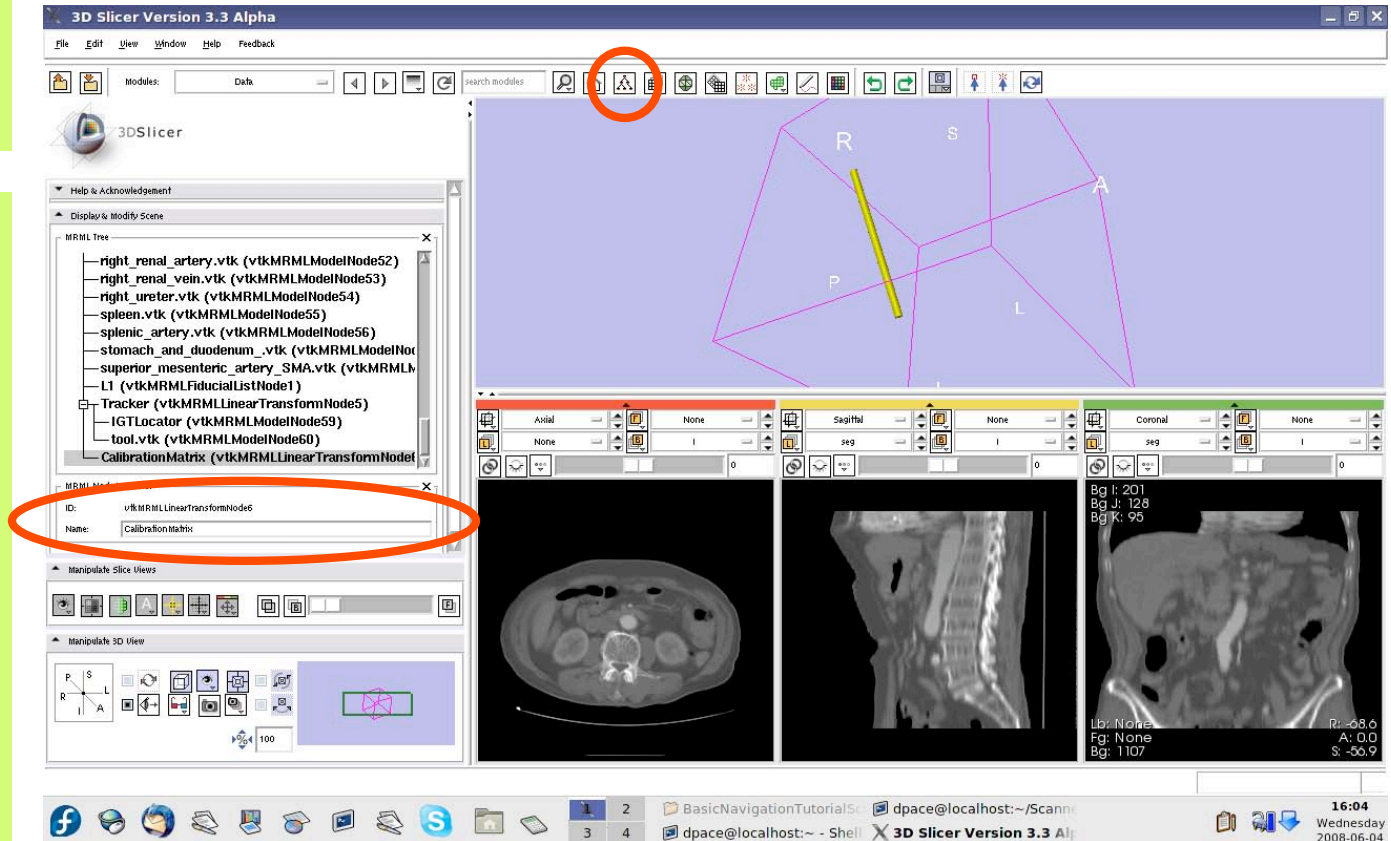 3D Slicer Version 3.3 Alpha
File Edit View Window Help Feedback
Modules: Data search modules
3DSlicer
Help & Acknowledgement
Display & Modify Scene
MRML Tree
right_renal_artery.vtk (vtkMRMLModelNode52)
right_renal_vein.vtk (vtkMRMLModelNode53)
right_ureter.vtk (vtkMRMLModelNode54)
spleen.vtk (vtkMRMLModelNode55)
splenic_artery.vtk (vtkMRMLModelNode56)
stomach_and_duodenum_.vtk (vtkMRMLModelNo
superior_mesenteric_artery_SMA.vtk (vtkMRML
L1 (vtkMRMLFiducialListNode1)
Tracker (vtkMRMLLinearTransformNode5)
IGTLocator (vtkMRMLModelNode59)
tool.vtk (vtkMRMLModelNode60)
CalibrationMatrix (vtkMRMLLinearTransformNode
MRML
ID: vtkMRMLLinearTransformNode6
Name: CalibrationMatrix
Manipulate Slice Views
Manipulate 3D View
P S
R L
I A
100
R S
A
P
L
Axial None
None I
0
Sagittal None
seg I
0
Coronal None
seg I
0
Bg I: 201
Bg J: 128
Bg K: 95
Lb: None R: -68.6
Fg: None A: 0.0
Bg: 1107 S: -56.9
1 2
3 4
BasicNavigationTutorialSc
dpace@localhost:~/Scann
dpace@localhost:~ - Shell
3D Slicer Version 3.3 Al
16:04
Wednesday
2008-06-04